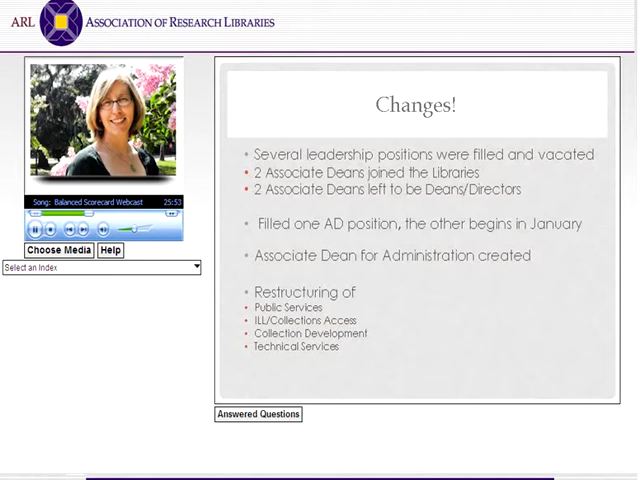 ARL ASSOCIATION OF RESEARCH LIBRARIES
Song: Balanced Scorecard Webcast 25:53
Choose Media Help
Select an Index
Changes!
• Several leadership positions were filled and vacated
• 2 Associate Deans joined the Libraries
• 2 Associate Deans left to be Deans/Directors
• Filled one AD position, the other begins in January
• Associate Dean for Administration created
• Restructuring of
• Public Services
• ILL/Collections Access
• Collection Development
• Technical Services
Answered Questions